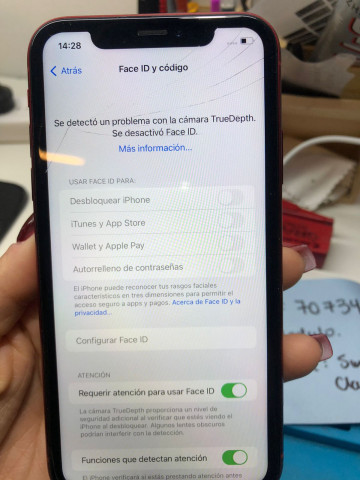 14:28
Atrás
Face ID y código
Se detectó un problema con la cámara TrueDepth.
Se desactivó Face ID.
Más información...
USAR FACE ID PARA:
Desbloquear iPhone
iTunes y App Store
Wallet y Apple Pay
Autorrelleno de contraseñas
El iPhone puede reconocer tus rasgos faciales
característicos en tres dimensiones para permitir el
acceso seguro a apps y pagos. Acerca de Face ID y la
privacidad...
Configurar Face ID
ATENCIÓN
Requerir atención para usar Face ID
La cámara TrueDepth proporciona un nivel de
seguridad adicional al verificar que estás viendo el
iPhone al desbloquear. Algunos lentes obscuros
podrían interferir con la detección.
Funciones que detectan atención
El iPhone verificará si estás prestando atención antes
70734